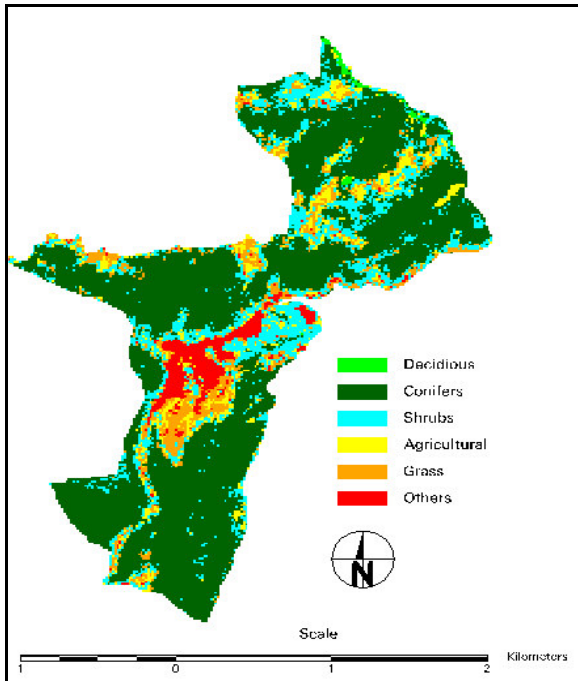 Decidious
Conifers
Shrubs
Agricultural
Grass
Others
N
Scale
Kilometers
1 0 1 2